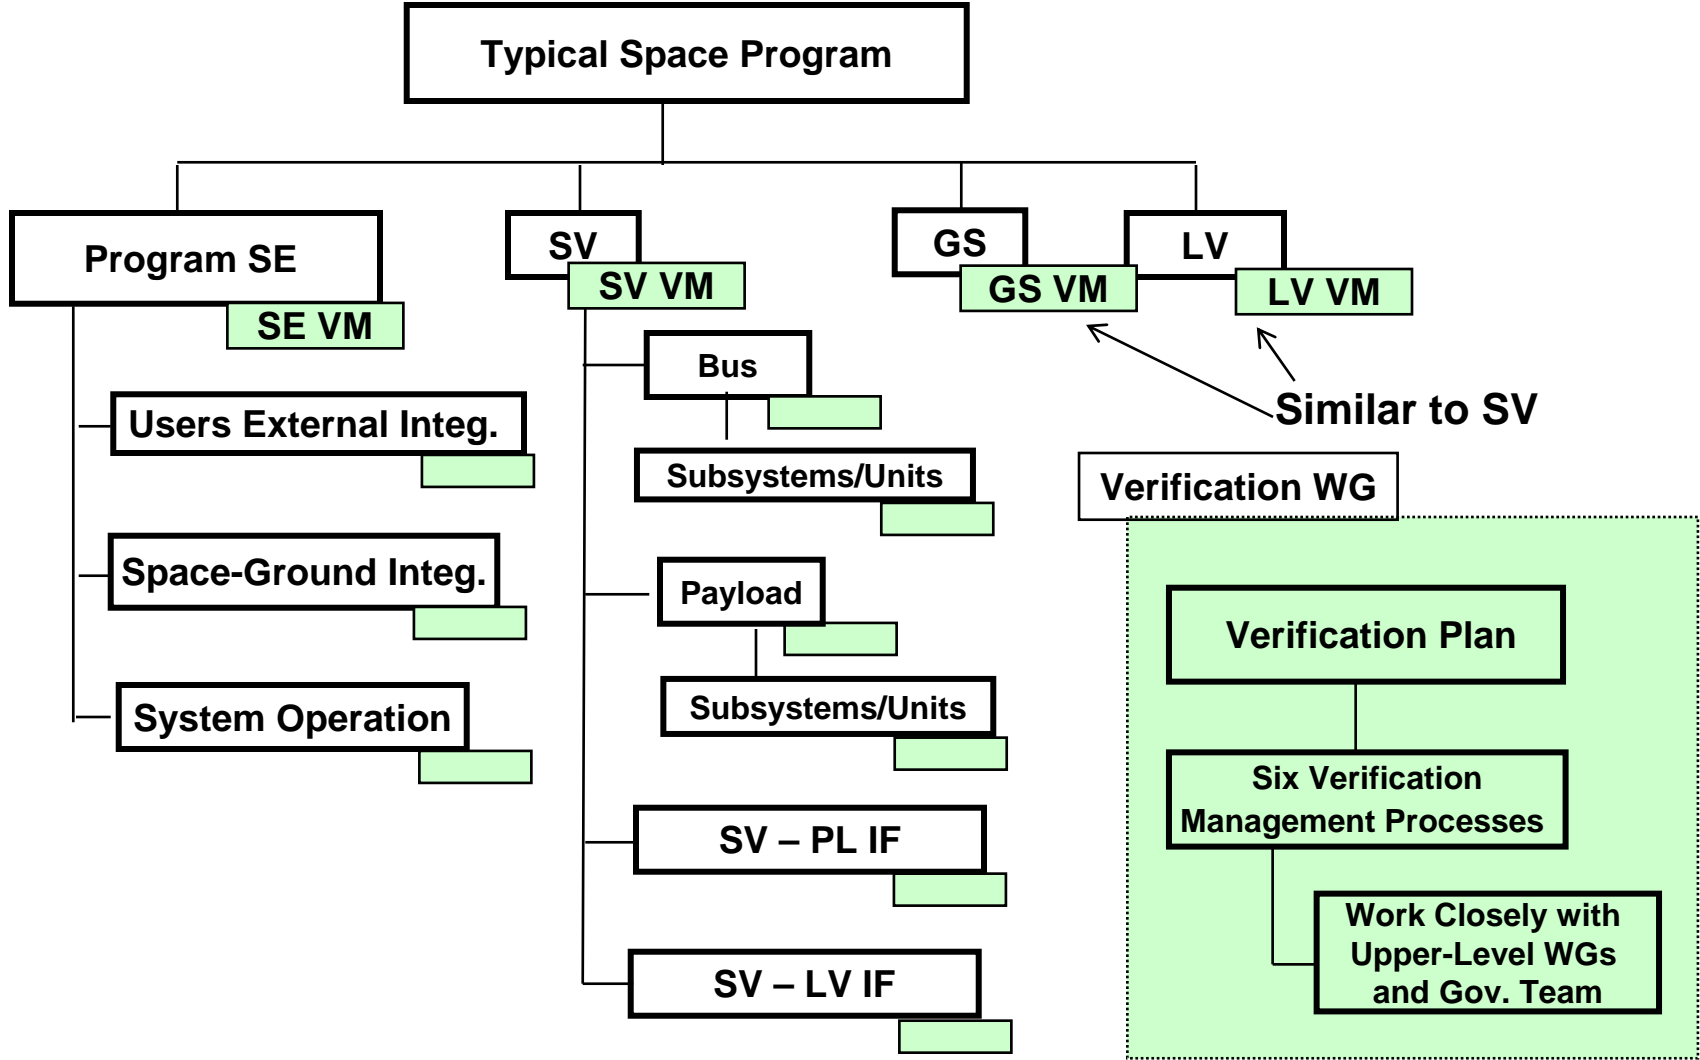 Typical Space Program
Program SE
SE VM
Users External Integ.
Space-Ground Integ.
System Operation
SV
SV VM
Bus
Subsystems/Units
Payload
Subsystems/Units
SV – PL IF
SV – LV IF
GS
GS VM
LV
LV VM
Similar to SV
Verification WG
Verification Plan
Six Verification
Management Processes
Work Closely with
Upper-Level WGs
and Gov. Team